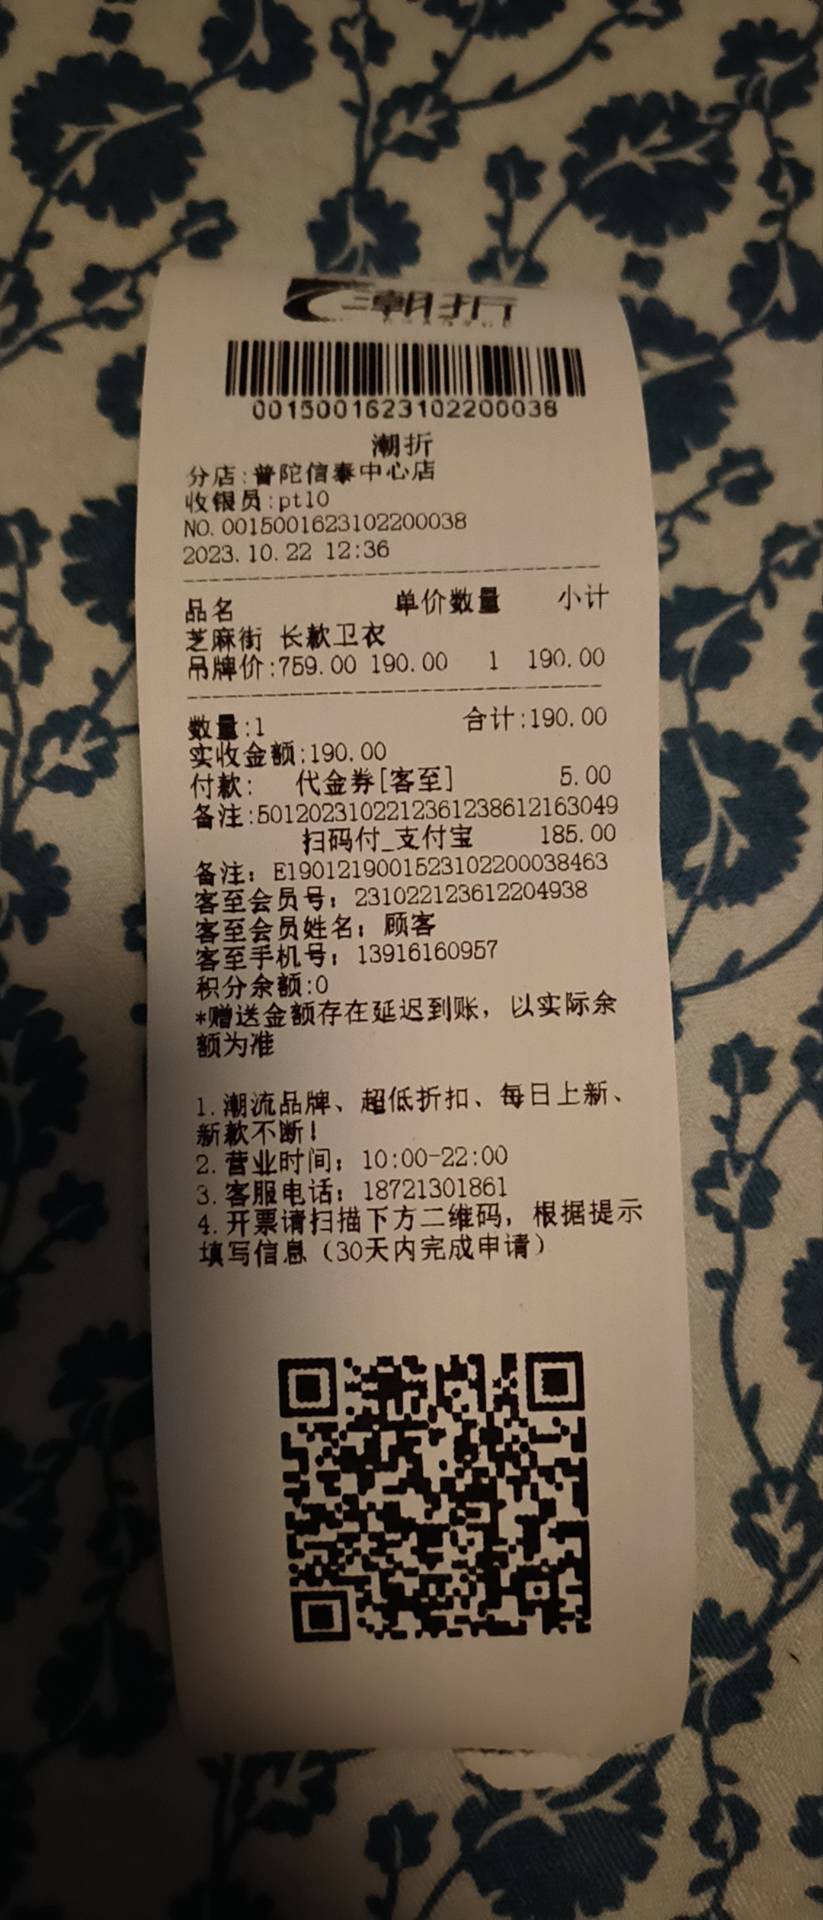 潮折
0015001623102200038
潮折
分店:普陀信泰中心店
收银员:pt10
NO.0015001623102200038
2023.10.22 12:36
品名 单价数量 小计
芝麻街 长款卫衣
吊牌价:759.00 190.00 1 190.00
数量:1 合计:190.00
实收金额:190.00
付款: 代金券[客至] 5.00
备注:5012023102212361238612163049
扫码付_支付宝 185.00
备注: E1901219001523102200038463
客至会员号: 231022123612204938
客至会员姓名: 顾客
客至手机号: 13916160957
积分余额:0
*赠送金额存在延迟到账, 以实际余
额为准
1.潮流品牌、超低折扣、每日上新、
新款不断!
2.营业时间: 10:00-22:00
3.客服电话: 18721301861
4.开票请扫描下方二维码, 根据提示
填写信息(30天内完成申请)